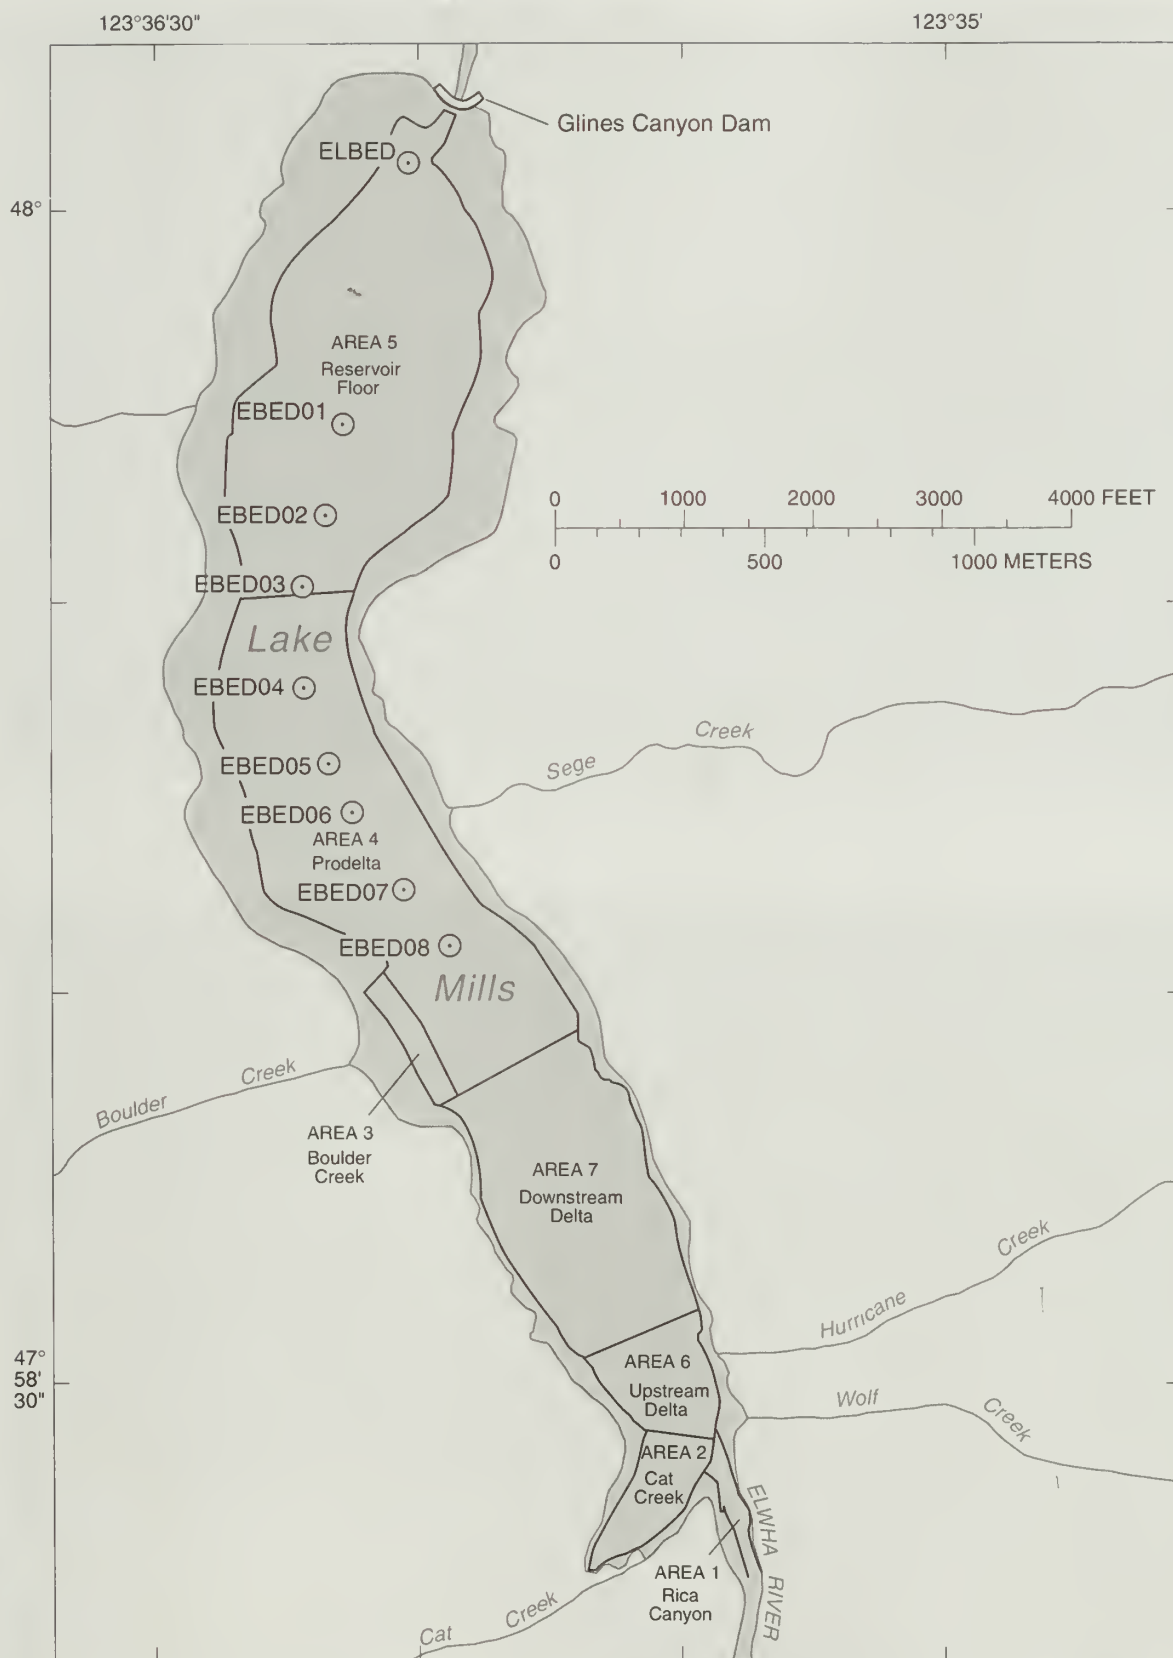 123°36'30"
123°35'
Glines Canyon Dam
ELBED
48°
AREA 5
Reservoir
Floor
EBED01
0 1000 2000 3000 4000 FEET
EBED02
0 500 1000 METERS
EBED03
Lake
EBED04
Sege Creek
EBED05
EBED06
AREA 4
Prodelta
EBED07
EBED08
Mills
Boulder Creek
AREA 3
Boulder
Creek
AREA 7
Downstream
Delta
Hurricane Creek
47°
58'
30"
AREA 6
Upstream
Delta
Wolf Creek
AREA 2
Cat
Creek
ELWHA RIVER
AREA 1
Rica
Canyon
Cat Creek